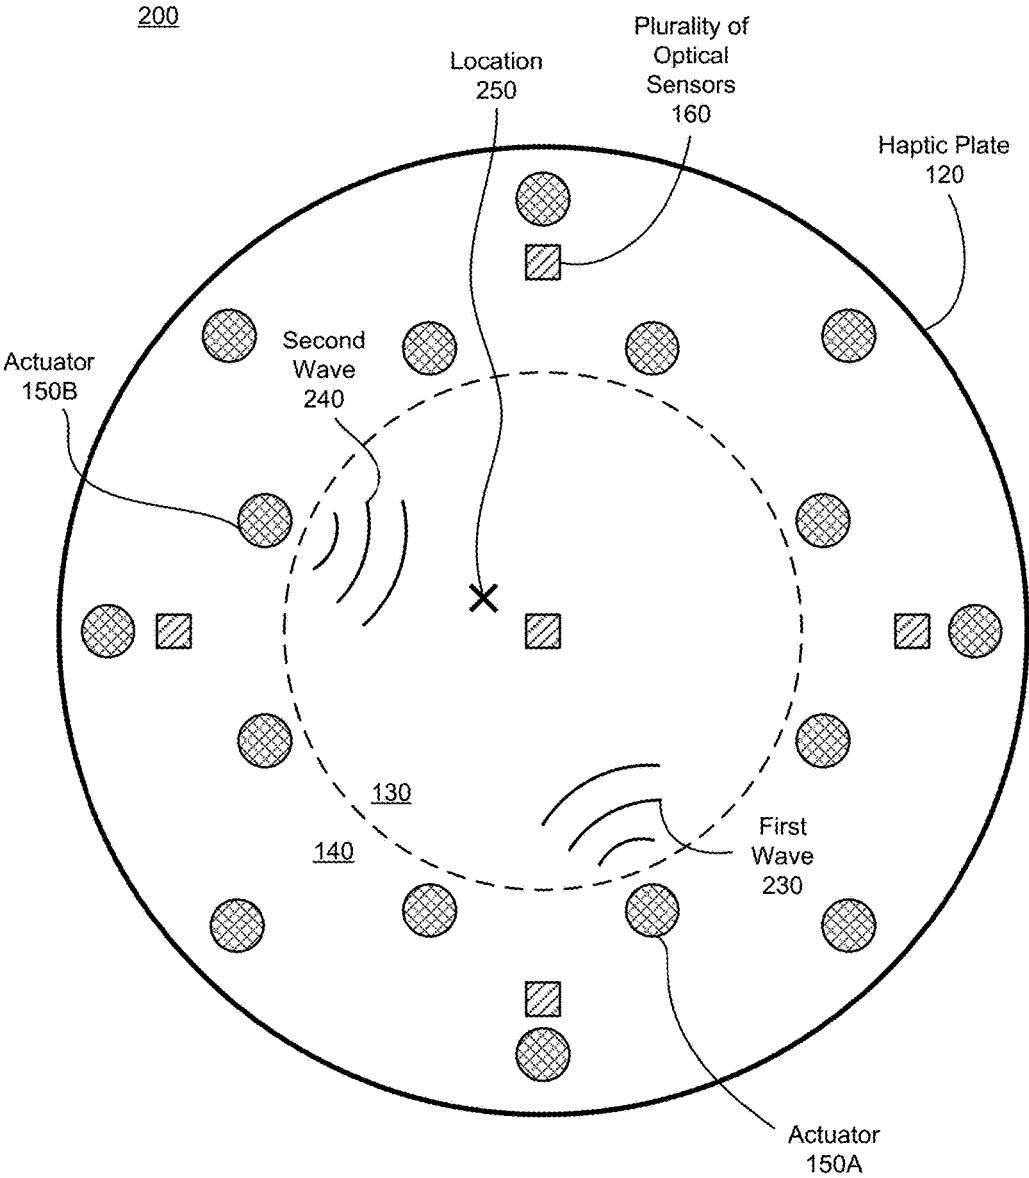 200
Plurality of
Optical
Sensors
160
Location
250
Haptic Plate
120
Second
Wave
240
Actuator
150B
130
140
First
Wave
230
Actuator
150A